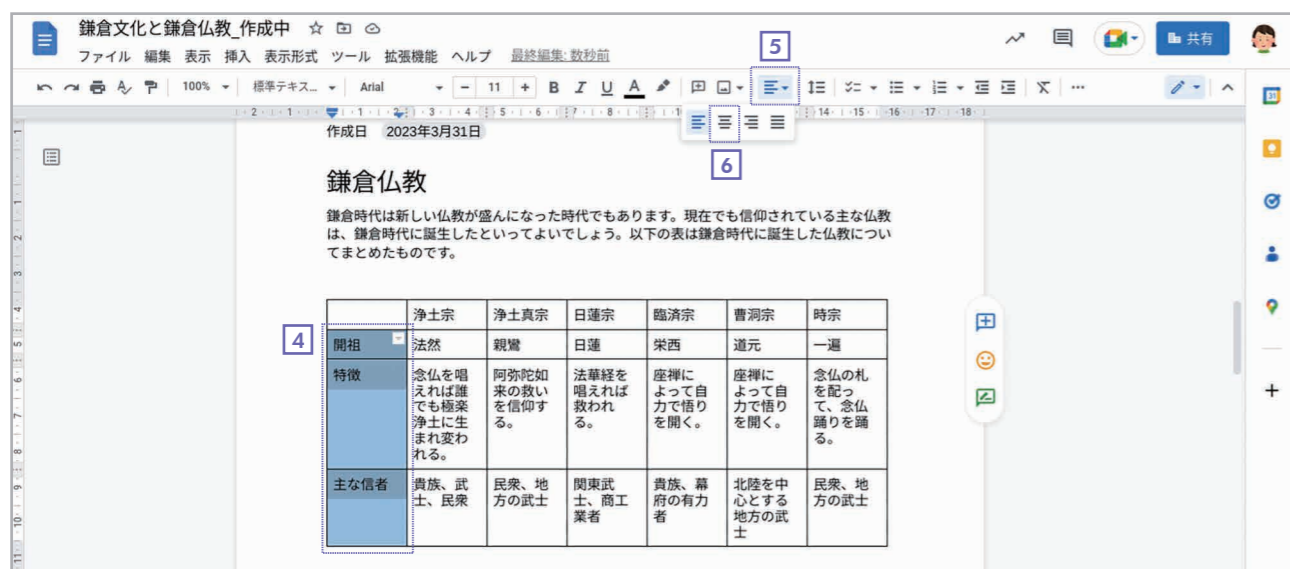 鎌倉文化と鎌倉仏教_作成中
ファイル 編集 表示 挿入 表示形式 ツール 拡張機能 ヘルプ 最終編集: 数秒前
共有
5
100% 標準テキス... Arial - 11 + B I U A
2 1 1 2 3 4 5 6 7 8 14 15 16 17 18
6
作成日 2023年3月31日
鎌倉仏教
鎌倉時代は新しい仏教が盛んになった時代でもあります。現在でも信仰されている主な仏教
は、鎌倉時代に誕生したといってよいでしょう。以下の表は鎌倉時代に誕生した仏教につい
てまとめたものです。
浄土宗 浄土真宗 日蓮宗 臨済宗 曹洞宗 時宗
4
開祖 法然 親鸞 日蓮 栄西 道元 一遍
特徴 念仏を唱 阿弥陀如 法華経を 座禅に 座禅に 念仏の札
えれば誰 来の救い 唱えれば よって自 よって自 を配っ
でも極楽 を信仰す 救われ 力で悟り 力で悟り て、念仏
浄土に生 る。 る。 を開く。 を開く。 踊りを踊
まれ変わ る。
れる。
主な信者 貴族、武 民衆、地 関東武 貴族、幕 北陸を中 民衆、地
士、民衆 方の武士 士、商工 府の有力 心とする 方の武士
業者 者 地方の武
士
31